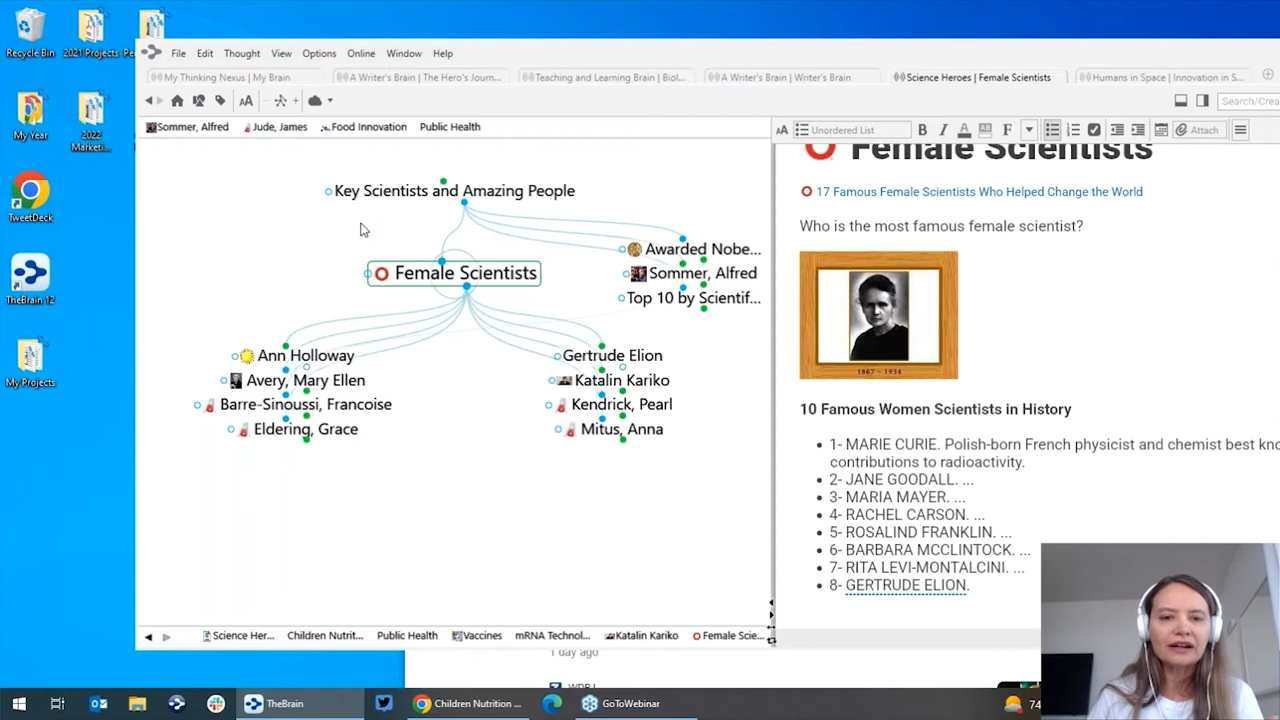 Recycle Bin
2021 Projects
Pe
File Edit Thought View Options Online Window Help
My Thinking Nexus | My Brain
A Writer's Brain | The Hero's Journ...
Teaching and Learning Brain | Biol...
A Writer's Brain | Writer's Brain
Science Heroes | Female Scientists
Humans in Space | Innovation in S...
Search/Crea
My Year
2022
Marketi...
Sommer, Alfred
Jude, James
Food Innovation
Public Health
AA Unordered List B I A F Attach
TweetDeck
TheBrain 12
My Projects
Key Scientists and Amazing People
Female Scientists
Awarded Nobe...
Sommer, Alfred
Top 10 by Scientif...
Ann Holloway
Avery, Mary Ellen
Barre-Sinoussi, Francoise
Eldering, Grace
Gertrude Elion
Katalin Kariko
Kendrick, Pearl
Mitus, Anna
Female Scientists
17 Famous Female Scientists Who Helped Change the World
Who is the most famous female scientist?
1867 - 1934
10 Famous Women Scientists in History
1- MARIE CURIE. Polish-born French physicist and chemist best kno
contributions to radioactivity.
2- JANE GOODALL. ...
3- MARIA MAYER. ...
4- RACHEL CARSON. ...
5- ROSALIND FRANKLIN. ...
6- BARBARA MCCLINTOCK. ...
7- RITA LEVI-MONTALCINI. ...
8- GERTRUDE ELION.
Science Her...
Children Nutrit...
Public Health
Vaccines
mRNA Technol...
Katalin Kariko
Female Scie...
1 day ago
TheBrain
Children Nutrition ...
GoToWebinar
74